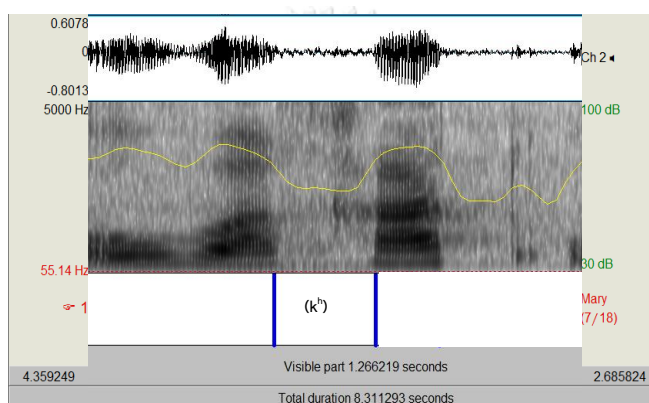 0.6078
0
Ch 2
-0.8013
5000 Hz
100 dB
55.14 Hz
30 dB
1
(kʰ)
Mary
(7/18)
4.359249
Visible part 1.266219 seconds
2.685824
Total duration 8.311293 seconds